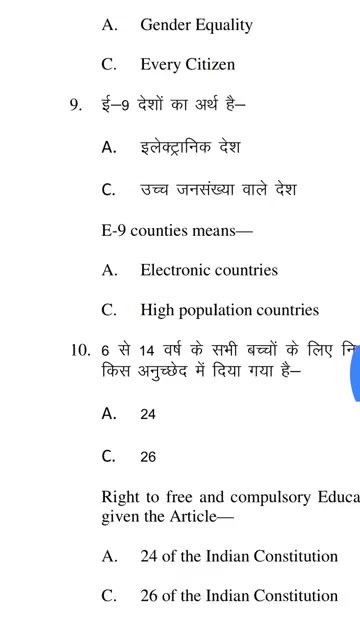 A. Gender Equality
C. Every Citizen
9. ई–9 देशों का अर्थ है–
A. इलेक्ट्रानिक देश
C. उच्च जनसंख्या वाले देश
E-9 counties means—
A. Electronic countries
C. High population countries
10. 6 से 14 वर्ष के सभी बच्चों के लिए
किस अनुच्छेद में दिया गया है–
A. 24
C. 26
Right to free and compulsory
given the Article—
A. 24 of the Indian Constitution
C. 26 of the Indian Constitution